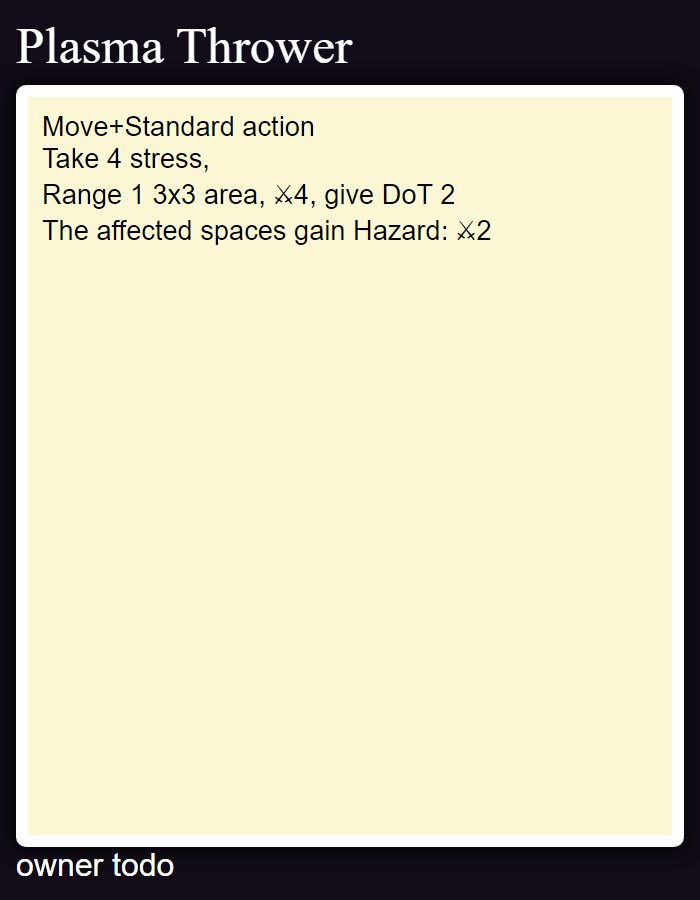 Plasma Thrower
Move+Standard action
Take 4 stress,
Range 1 3x3 area, ⚔4, give DoT 2
The affected spaces gain Hazard: ⚔2
owner todo